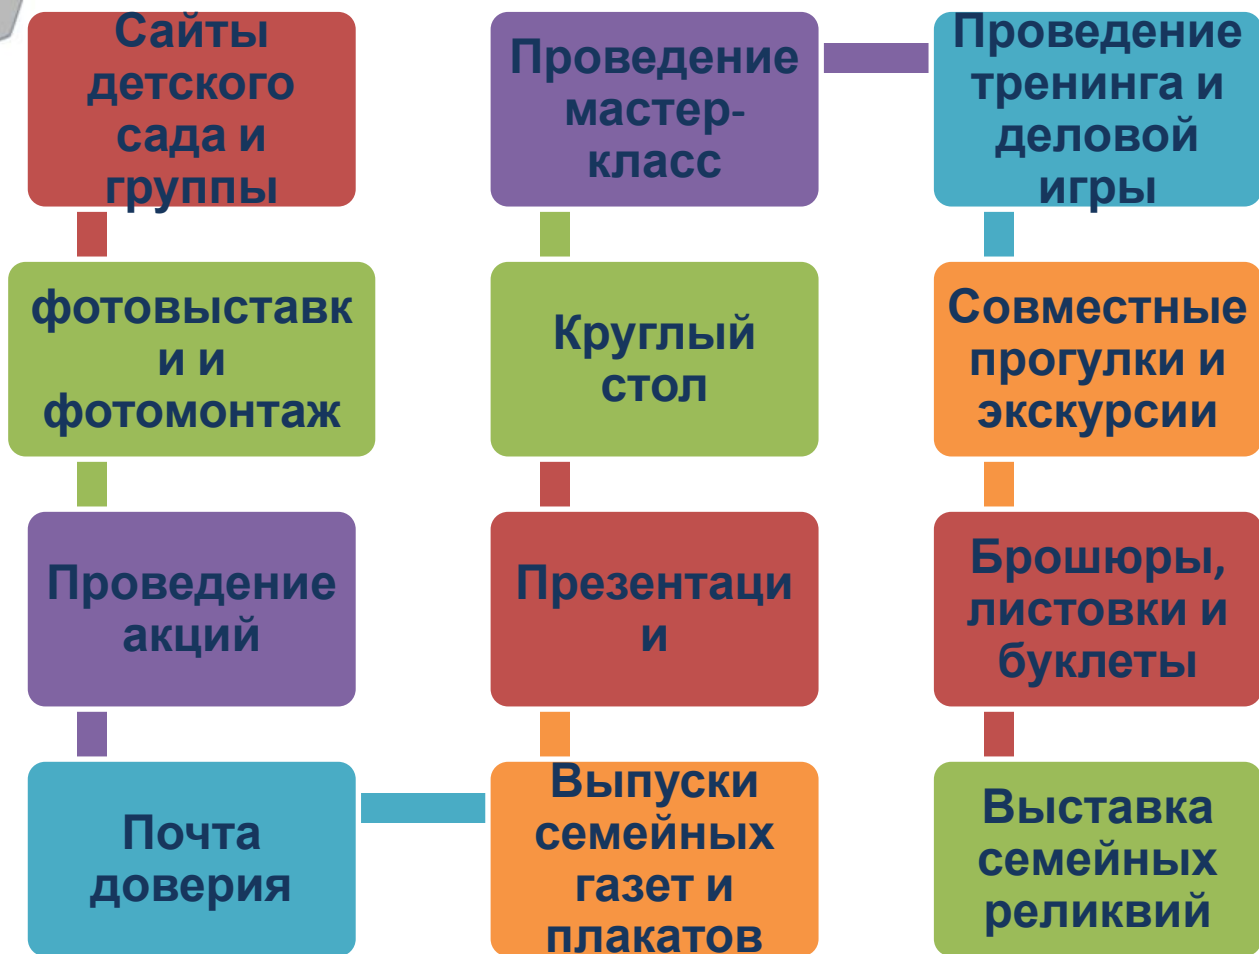 Сайты
детского
сада и
группы
фотовыставк
и и
фотомонтаж
Проведение
акций
Почта
доверия
Выпуски
семейных
газет и
плакатов
Презентаци
и
Круглый
стол
Проведение
мастер-
класс
Проведение
тренинга и
деловой
игры
Совместные
прогулки и
экскурсии
Брошюры,
листовки и
буклеты
Выставка
семейных
реликвий